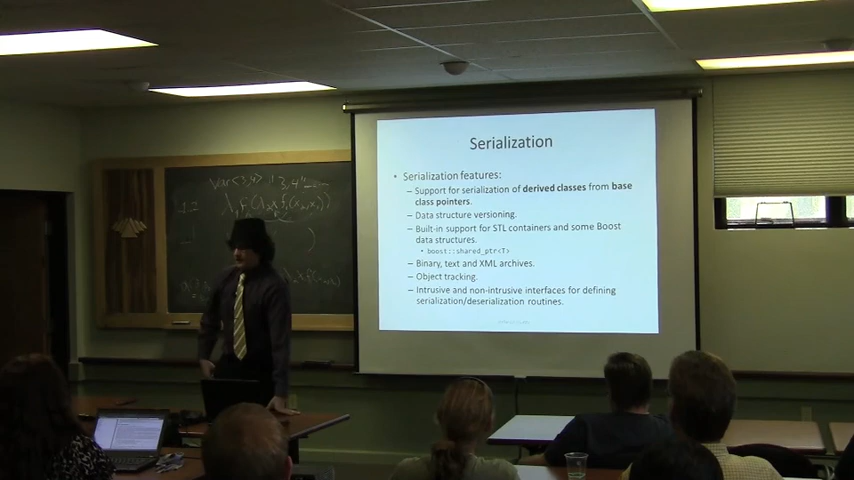 Serialization
• Serialization features:
– Support for serialization of derived classes from base
class pointers.
– Data structure versioning.
– Built-in support for STL containers and some Boost
data structures.
• boost::shared_ptr<T>
– Binary, text and XML archives.
– Object tracking.
– Intrusive and non-intrusive interfaces for defining
serialization/deserialization routines.